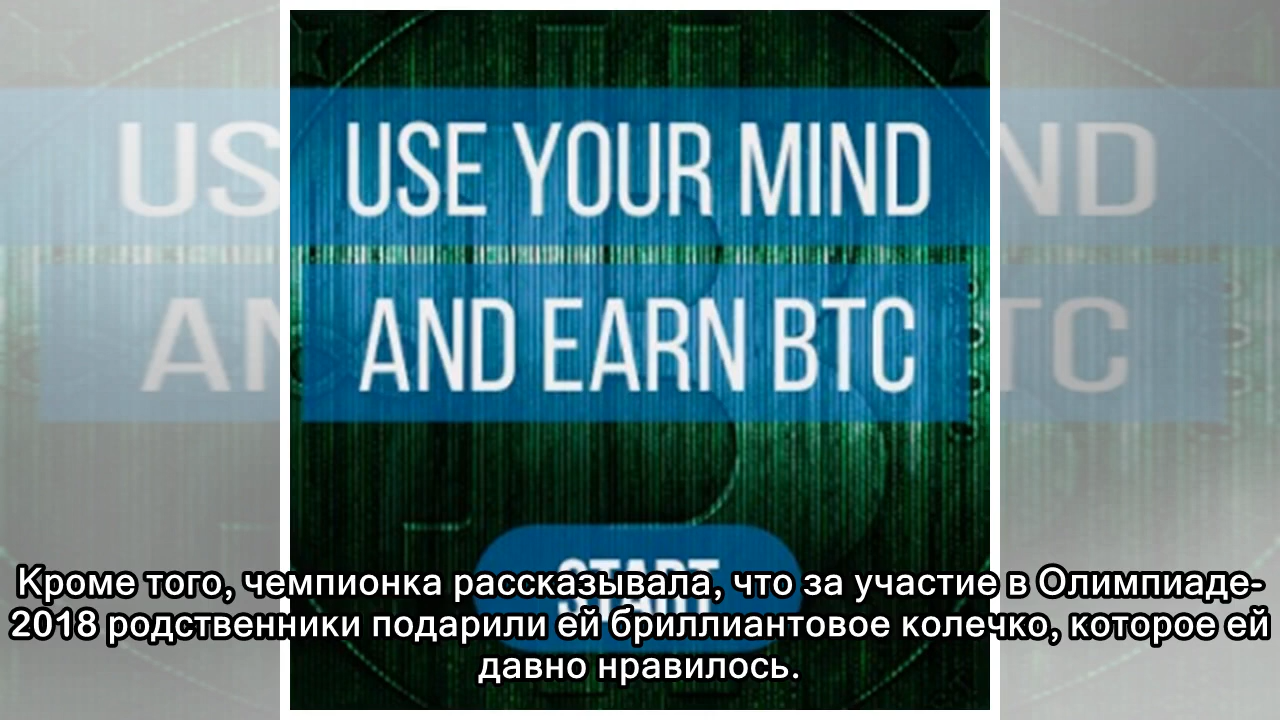 USE YOUR MIND
AND EARN BTC
START
Кроме того, чемпионка рассказывала, что за участие в Олимпиаде-
2018 родственники подарили ей бриллиантовое колечко, которое ей
давно нравилось.